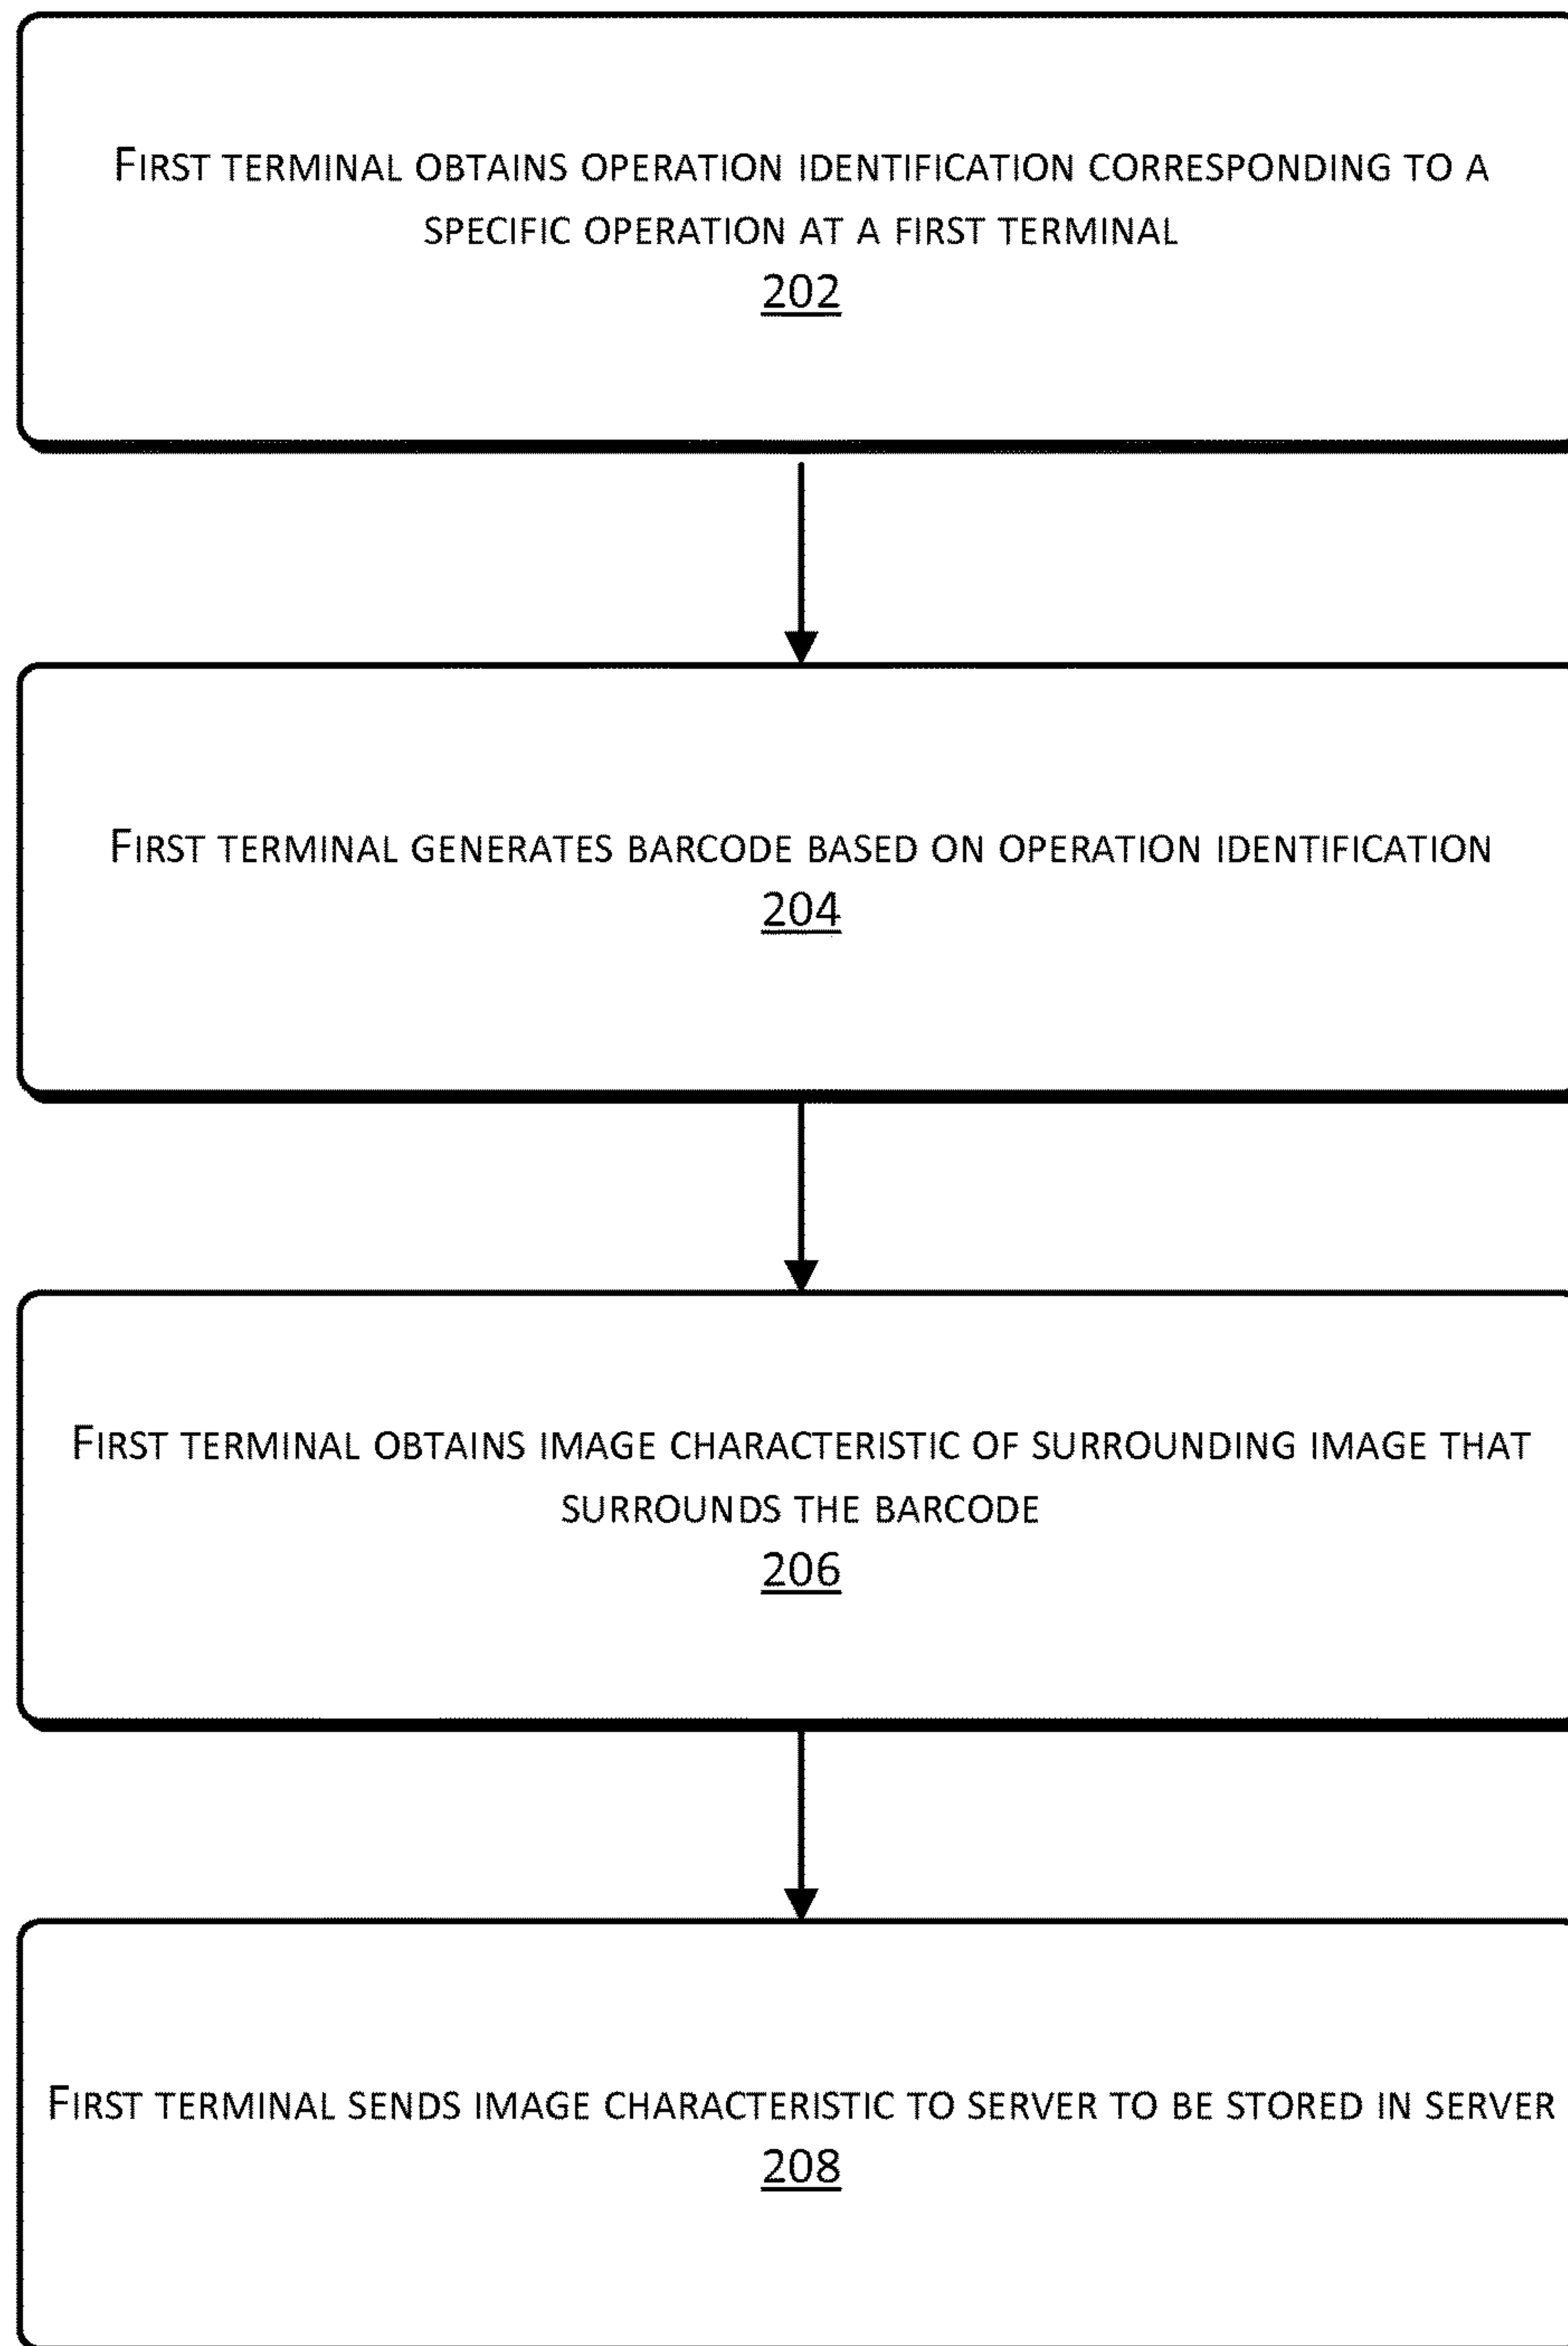 FIRST TERMINAL OBTAINS OPERATION IDENTIFICATION CORRESPONDING TO A
SPECIFIC OPERATION AT A FIRST TERMINAL
202
FIRST TERMINAL GENERATES BARCODE BASED ON OPERATION IDENTIFICATION
204
FIRST TERMINAL OBTAINS IMAGE CHARACTERISTIC OF SURROUNDING IMAGE THAT
SURROUNDS THE BARCODE
206
FIRST TERMINAL SENDS IMAGE CHARACTERISTIC TO SERVER TO BE STORED IN SERVER
208